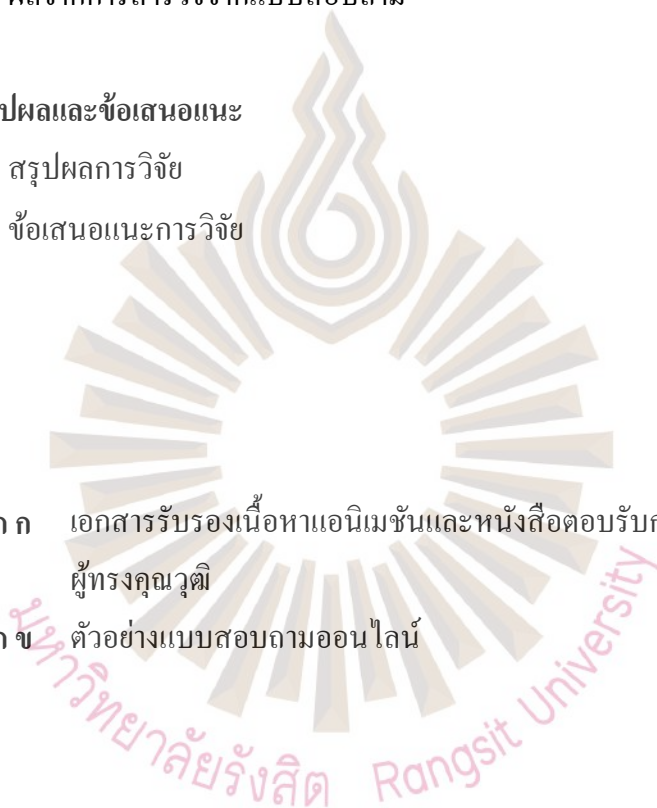 ผลจากการสำรวจจากแบบสอบถาม
ปผลและข้อเสนอแนะ
สรุปผลการวิจัย
ข้อเสนอแนะการวิจัย
ก เอกสารรับรองเนื้อหาแอนิเมชันและหนังสือตอบรับ
ผู้ทรงคุณวุฒิ
ข ตัวอย่างแบบสอบถามออนไลน์
มหาวิทยาลัยรังสิต Rangsit University